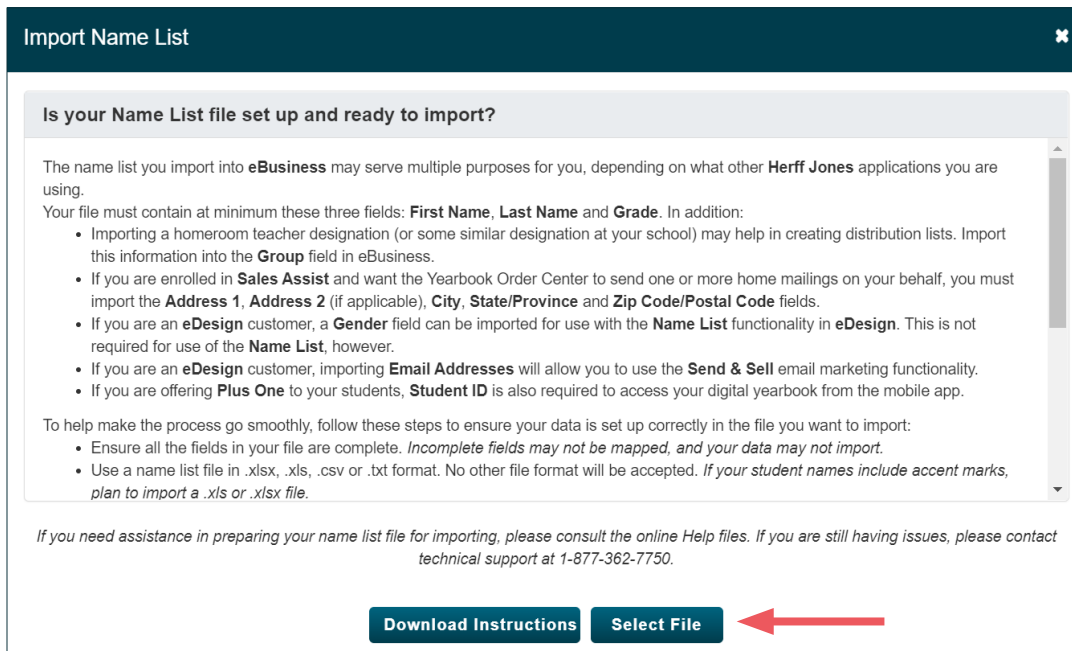 Import Name List
Is your Name List file set up and ready to import?
The name list you import into eBusiness may serve multiple purposes for you, depending on what other Herff Jones applications you are
using.
Your file must contain at minimum these three fields: First Name, Last Name and Grade. In addition:
• Importing a homeroom teacher designation (or some similar designation at your school) may help in creating distribution lists. Import
this information into the Group field in eBusiness.
• If you are enrolled in Sales Assist and want the Yearbook Order Center to send one or more home mailings on your behalf, you must
import the Address 1, Address 2 (if applicable), City, State/Province and Zip Code/Postal Code fields.
• If you are an eDesign customer, a Gender field can be imported for use with the Name List functionality in eDesign. This is not
required for use of the Name List, however.
• If you are an eDesign customer, importing Email Addresses will allow you to use the Send & Sell email marketing functionality.
• If you are offering Plus One to your students, Student ID is also required to access your digital yearbook from the mobile app.
To help make the process go smoothly, follow these steps to ensure your data is set up correctly in the file you want to import:
• Ensure all the fields in your file are complete. Incomplete fields may not be mapped, and your data may not import.
• Use a name list file in .xlsx, .xls, .csv or .txt format. No other file format will be accepted. If your student names include accent marks,
plan to import a .xls or .xlsx file.
If you need assistance in preparing your name list file for importing, please consult the online Help files. If you are still having issues, please contact
technical support at 1-877-362-7750.
Download Instructions
Select File